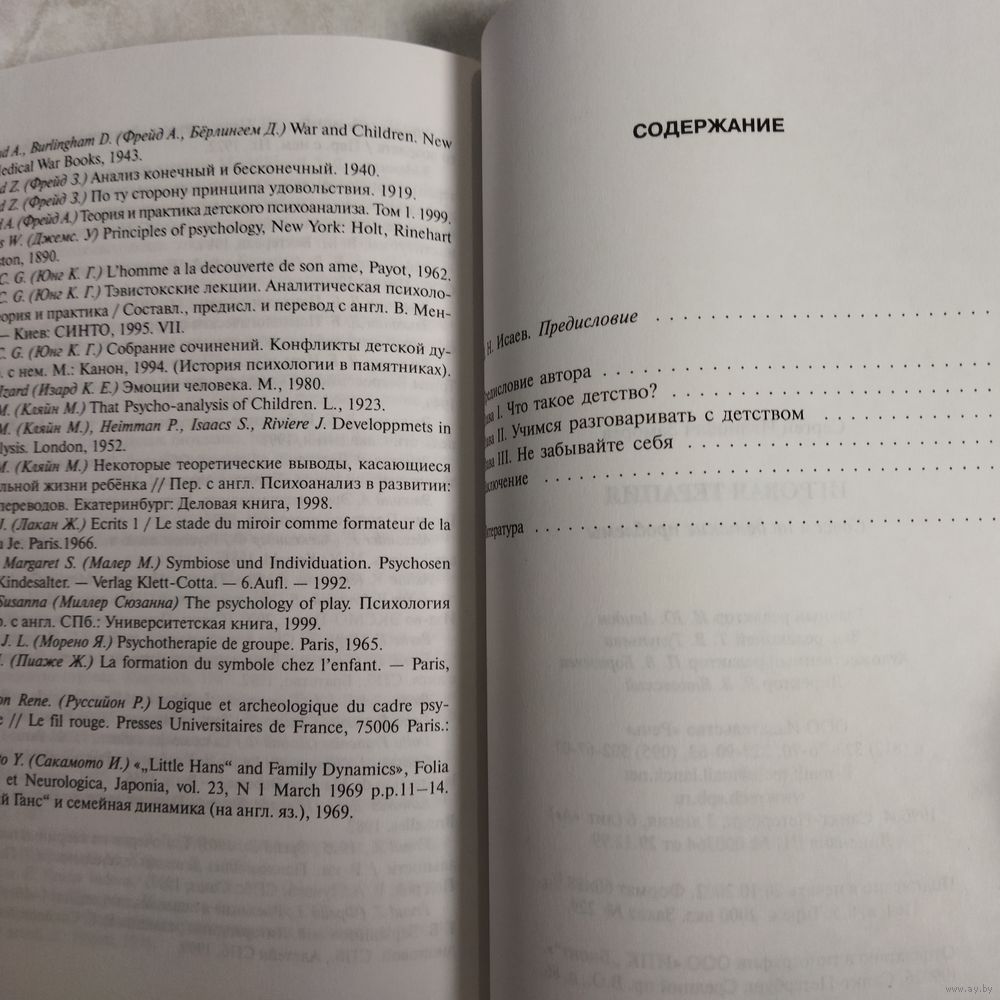 A., Burlingham D. (Фрейд А., Бёрлингем Д.) War and Children. New
Medical War Books, 1943.
Z. (Фрейд З.) Анализ конечный и бесконечный. 1940.
Z. (Фрейд З.) По ту сторону принципа удовольствия. 1919.
A. (Фрейд А.) Теория и практика детского психоанализа. Том 1. 1999.
W. (Джемс. У) Principles of psychology, New York: Holt, Rinehart
ston, 1890.
C. G. (Юнг К. Г.) L'homme a la decouverte de son ame, Payot, 1962.
C. G. (Юнг К. Г.) Тэвистокские лекции. Аналитическая психоло-
ория и практика / Составл., предисл. и перевод с англ. В. Мен-
— Киев: СИНТО, 1995. VII.
C. G. (Юнг К. Г.) Собрание сочинений. Конфликты детской ду-
. с нем. М.: Канон, 1994. (История психологии в памятниках).
Izard (Изард К. Е.) Эмоции человека. М., 1980.
M. (Кляйн М.) That Psycho-analysis of Children. L., 1923.
M. (Кляйн М.), Heimman P., Isaacs S., Riviere J. Developpmets in
lysis. London, 1952.
M. (Кляйн М.) Некоторые теоретические выводы, касающиеся
льной жизни ребёнка // Пер. с англ. Психоанализ в развитии:
переводов. Екатеринбург: Деловая книга, 1998.
J. (Лакан Ж.) Ecrits 1 / Le stade du miroir comme formateur de la
Je. Paris.1966.
Margaret S. (Малер М.) Symbiose und Individuation. Psychosen
Kindesalter. — Verlag Klett-Cotta. — 6.Aufl. — 1992.
Susanna (Миллер Сюзанна) The psychology of play. Психология
р. с англ. СПб.: Университетская книга, 1999.
J. L. (Морено Я.) Psychotherapie de groupe. Paris, 1965.
(Пиаже Ж.) La formation du symbole chez l'enfant. — Paris,
on Rene. (Руссийон Р.) Logique et archeologique du cadre psy-
e // Le fil rouge. Presses Universitaires de France, 75006 Paris.:
to Y. (Сакамото И.) «„Little Hans“ and Family Dynamics», Folia
et Neurologica, Japonia, vol. 23, N 1 March 1969 p.p.11—14.
й Ганс“ и семейная динамика (на англ. яз.), 1969.
СОДЕРЖАНИЕ
Н. Исаев. Предисловие
едисловие автора
ава I. Что такое детство?
ава II. Учимся разговаривать с детством
ава III. Не забывайте себя
ключение
тература
www.ay.by